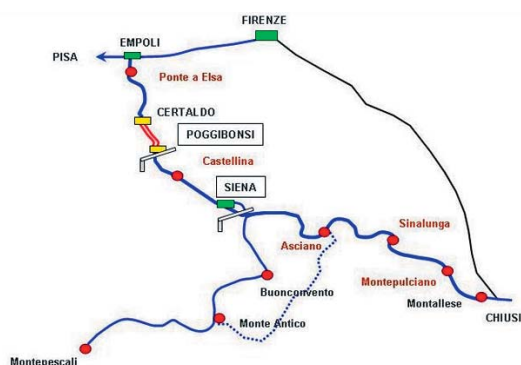 FIRENZE
EMPOLI
PISA
Ponte a Elsa
CERTALDO
POGGIBONSI
Castellina
SIENA
Asciano
Sinalunga
Buonconvento
Montepulciano
Montallese
CHIUSI
Monte Antico
Montepescali